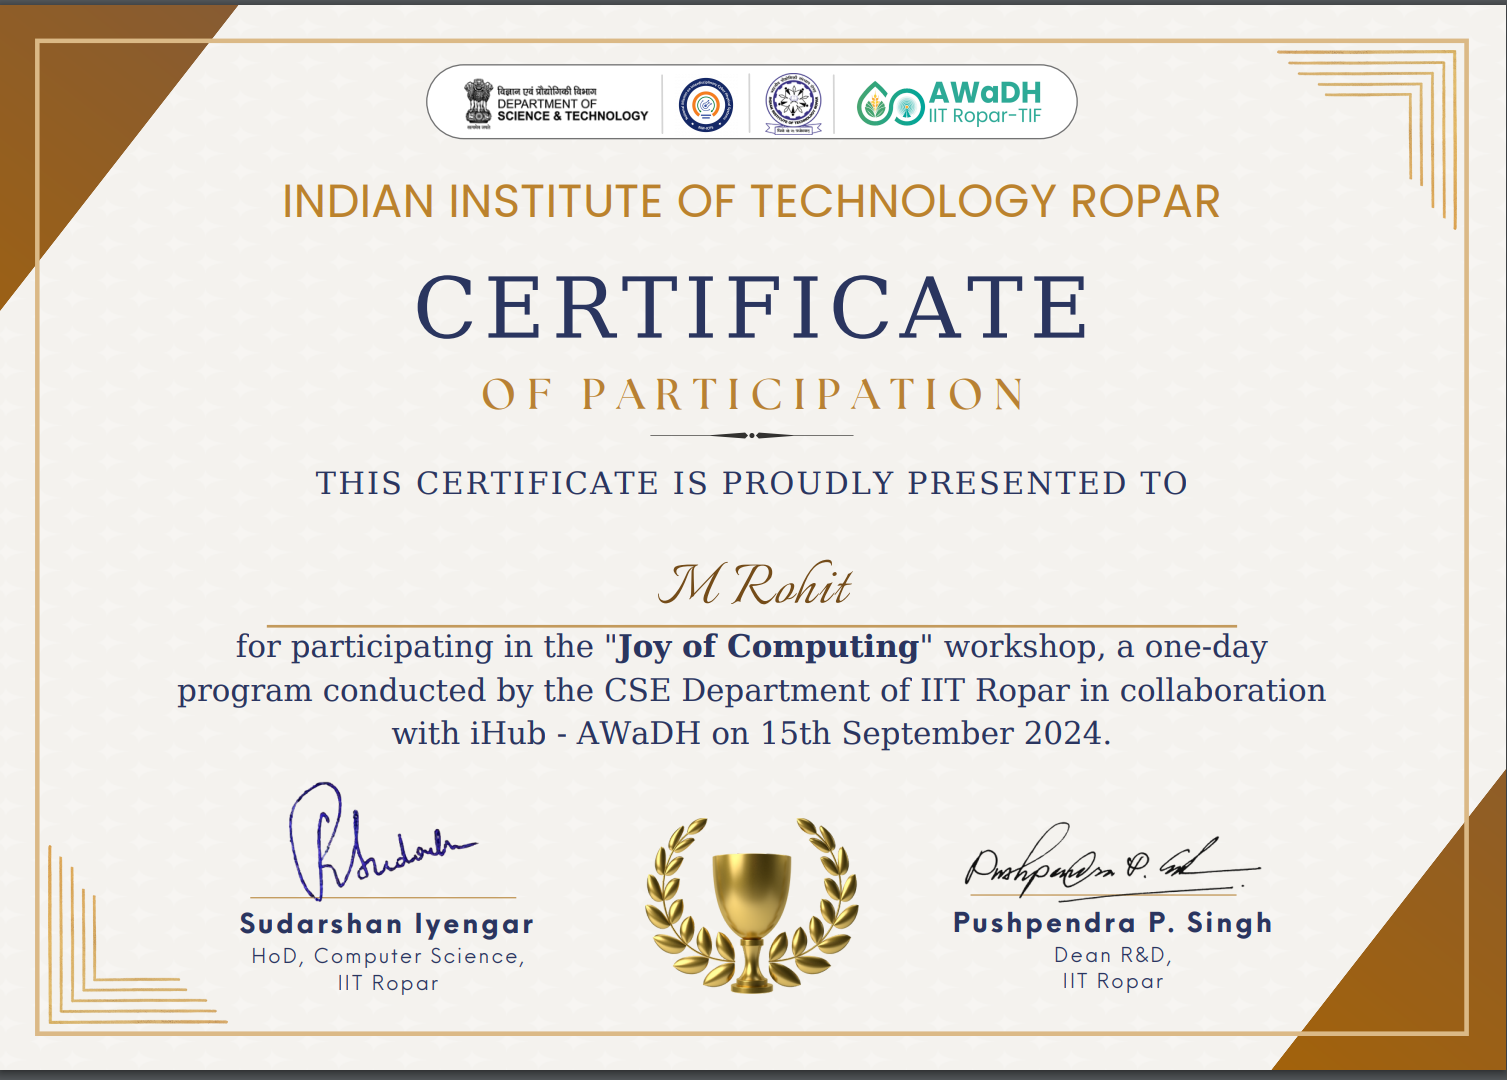 विज्ञान एवं प्रौद्योगिकी विभाग
DEPARTMENT OF
SCIENCE & TECHNOLOGY
AWaDH
IIT Ropar-TIF
INDIAN INSTITUTE OF TECHNOLOGY ROPAR
CERTIFICATE
OF PARTICIPATION
THIS CERTIFICATE IS PROUDLY PRESENTED TO
M Rohit
for participating in the "Joy of Computing" workshop, a one-day
program conducted by the CSE Department of IIT Ropar in collaboration
with iHub - AWaDH on 15th September 2024.
Pushpendra P. Singh
Sudarshan Iyengar
Pushpendra P. Singh
HoD, Computer Science,
Dean R&D,
IIT Ropar
IIT Ropar